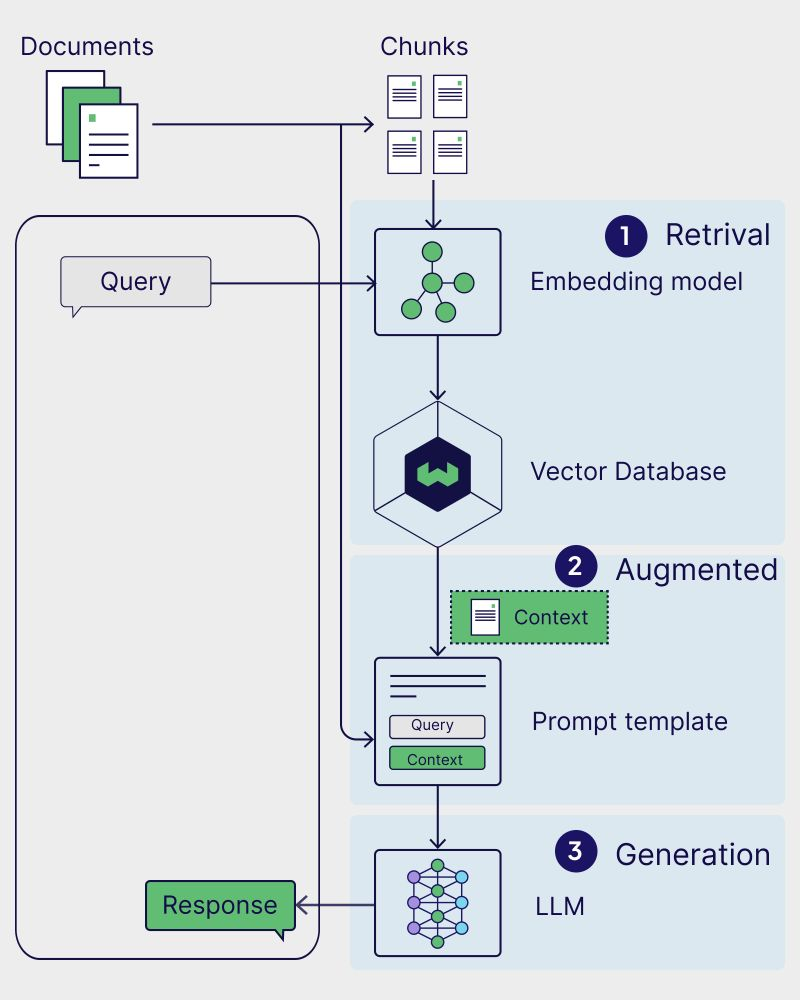 Documents
Chunks
1 Retrival
Query
Embedding model
Vector Database
2 Augmented
Context
Query
Prompt template
Context
3 Generation
Response
LLM